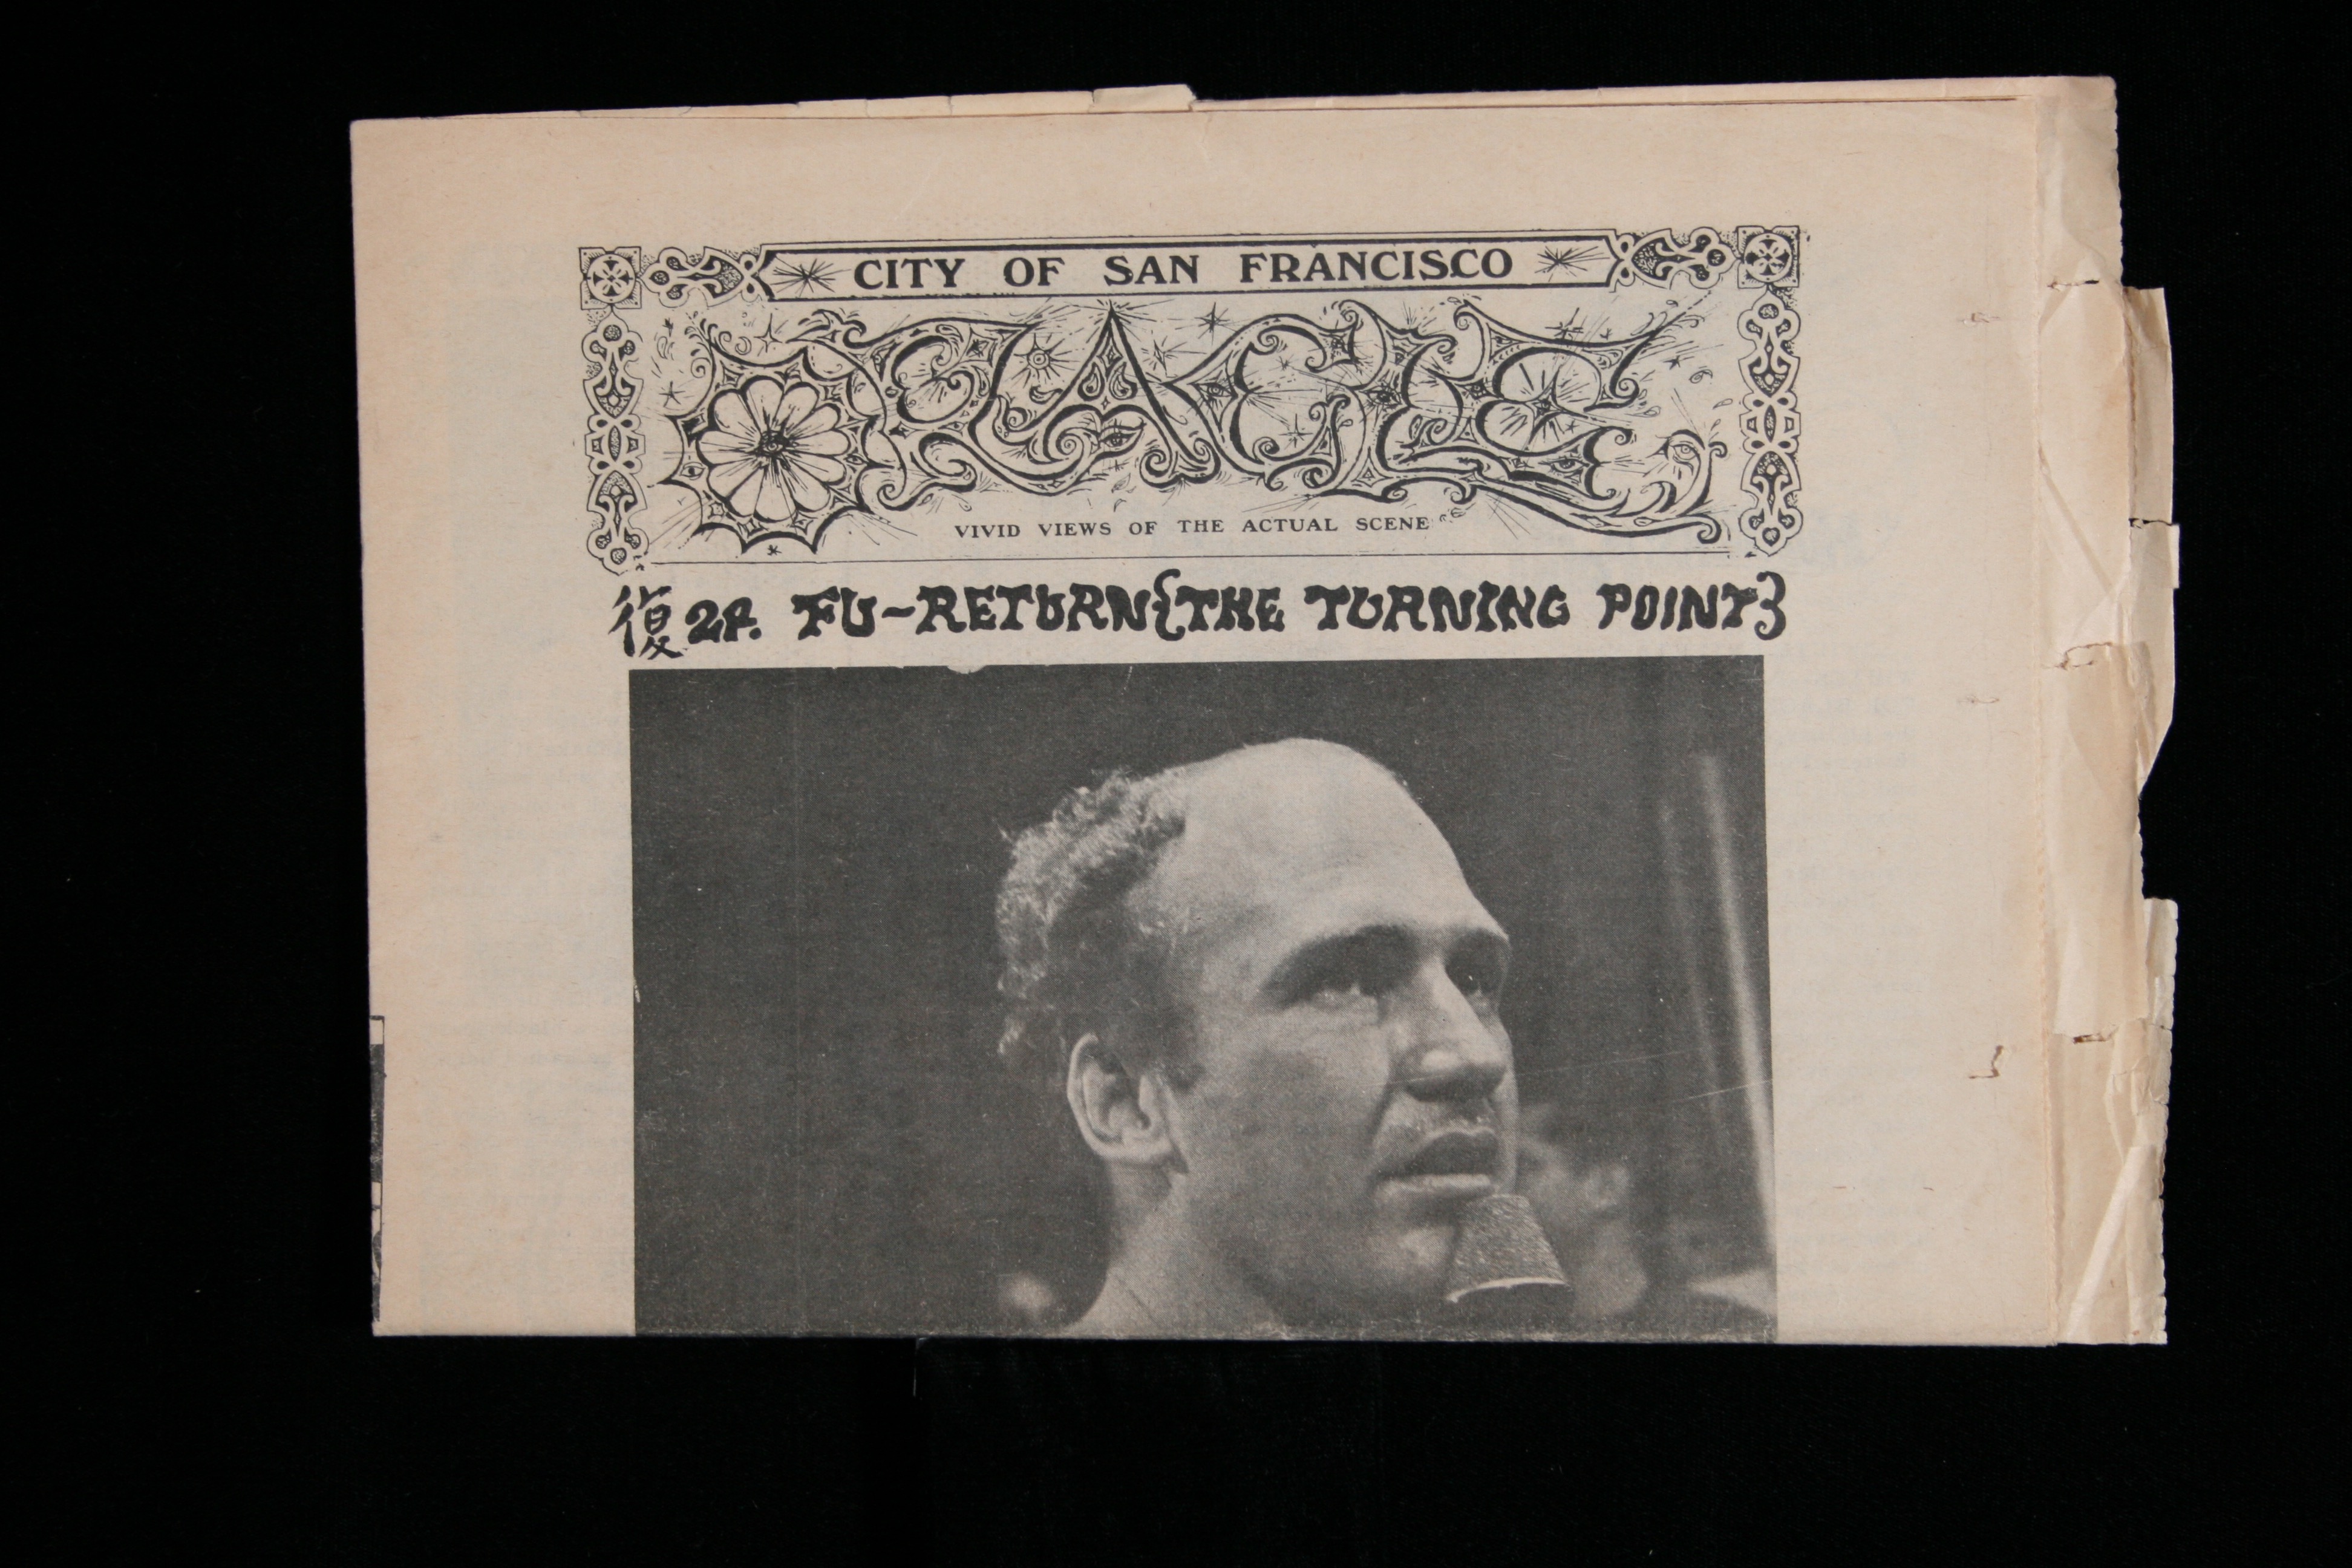 CITY OF SAN FRANCISCO
ORACLE
VIVID VIEWS OF THE ACTUAL SCENE
復 24. FU~RETURN {THE TURNING POINT}